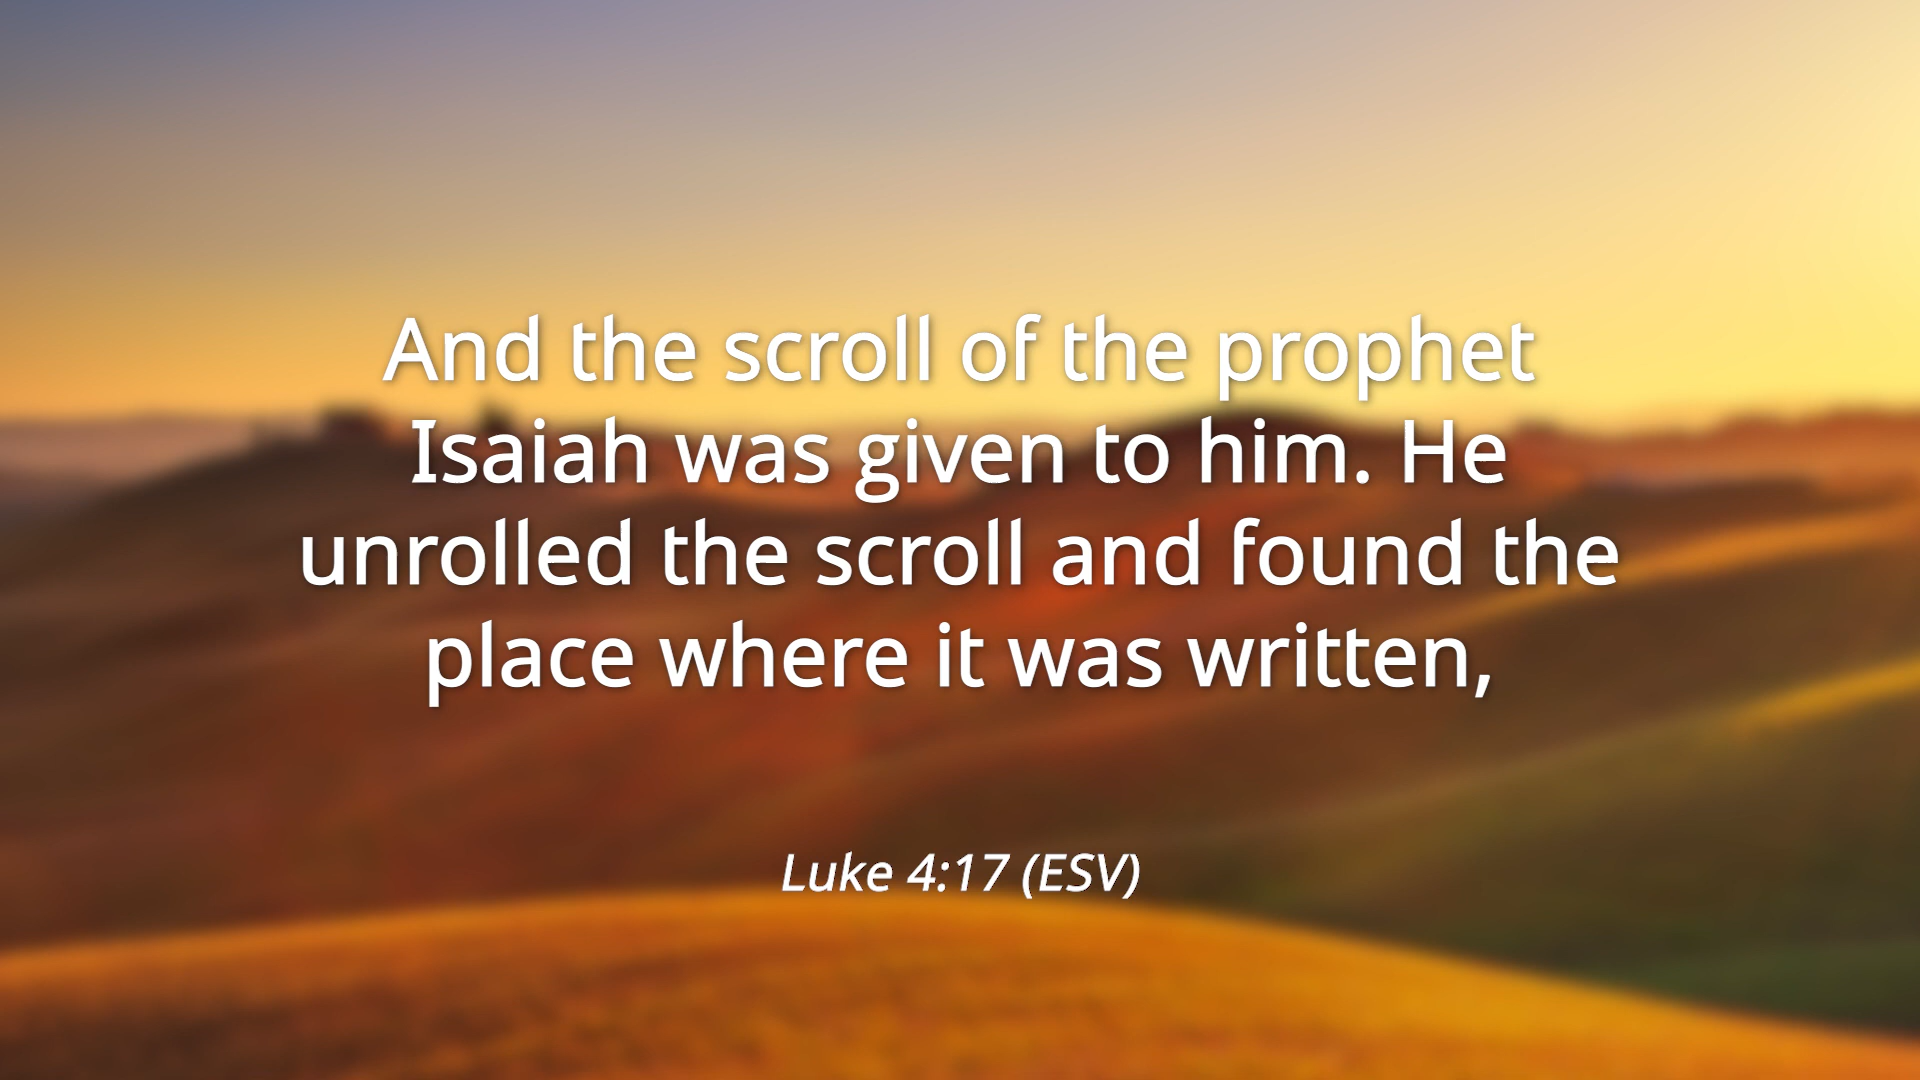 And the scroll of the prophet
Isaiah was given to him. He
unrolled the scroll and found the
place where it was written,
Luke 4:17 (ESV)